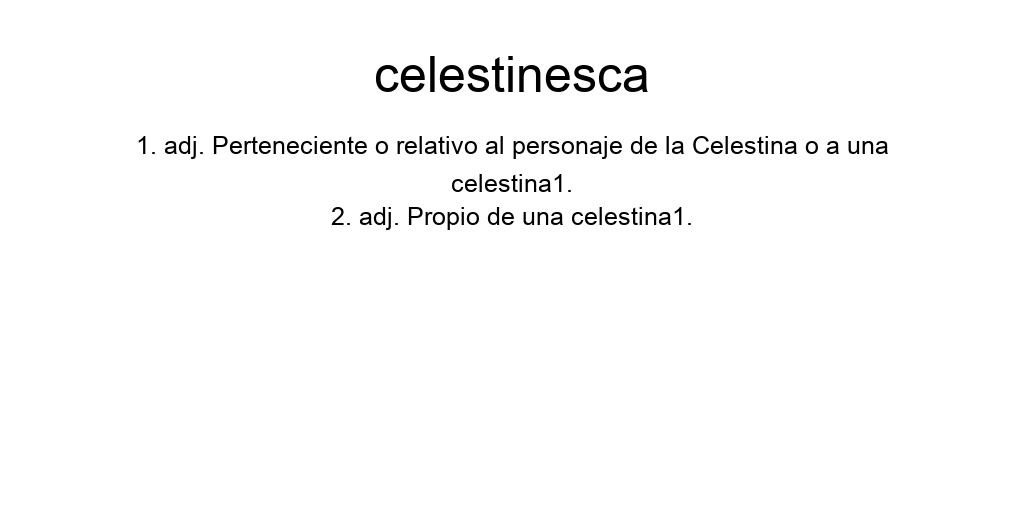 celestinesca
1. adj. Perteneciente o relativo al personaje de la Celestina o a una
celestina1.
2. adj. Propio de una celestina1.